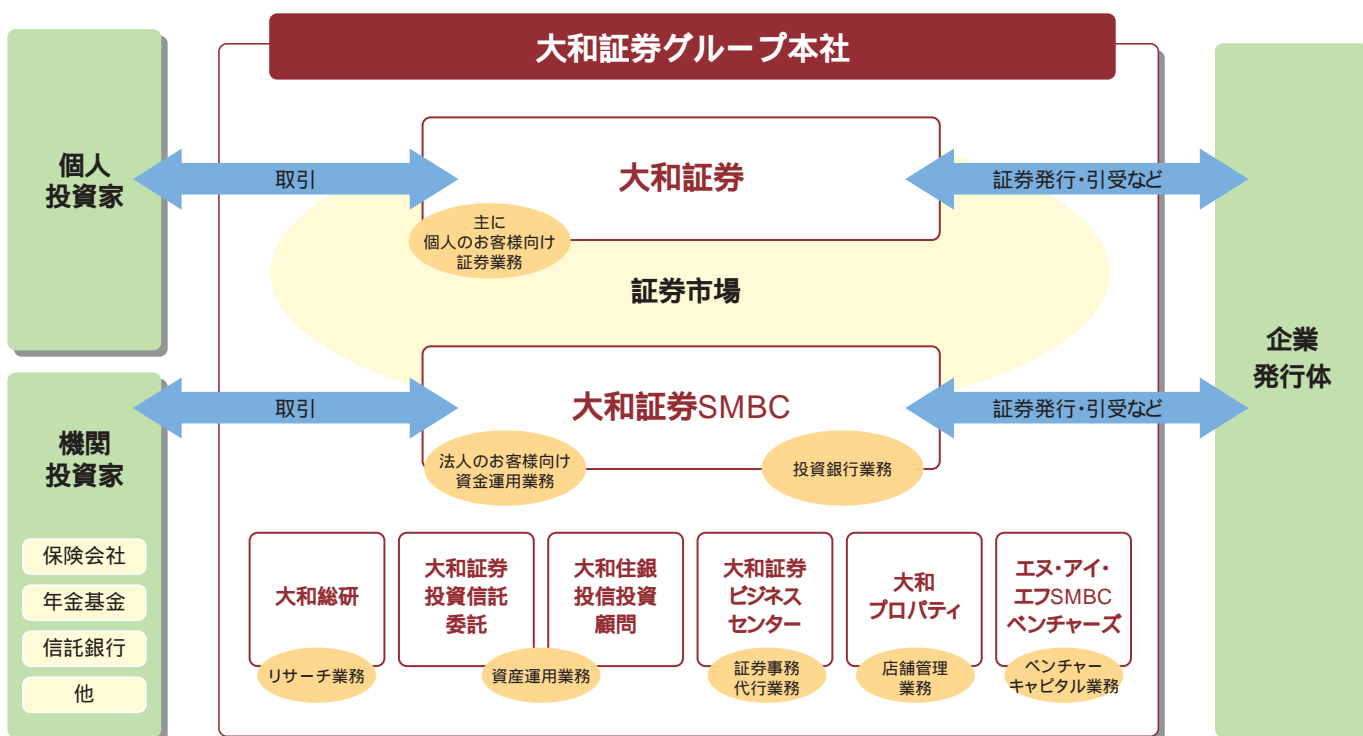 大和証券グループ本社
個人
投資家
取引
大和証券
証券発行・引受など
主に
個人のお客様向け
証券業務
証券市場
企業
発行体
機関
投資家
取引
大和証券SMBC
証券発行・引受など
法人のお客様向け
資金運用業務
投資銀行業務
保険会社
年金基金
信託銀行
他
大和総研
リサーチ業務
大和証券
投資信託
委託
大和住銀
投信投資
顧問
資産運用業務
大和証券
ビジネス
センター
証券事務
代行業務
大和
プロパティ
店舗管理
業務
エヌ・アイ・
エフSMBC
ベンチャーズ
ベンチャー
キャピタル業務